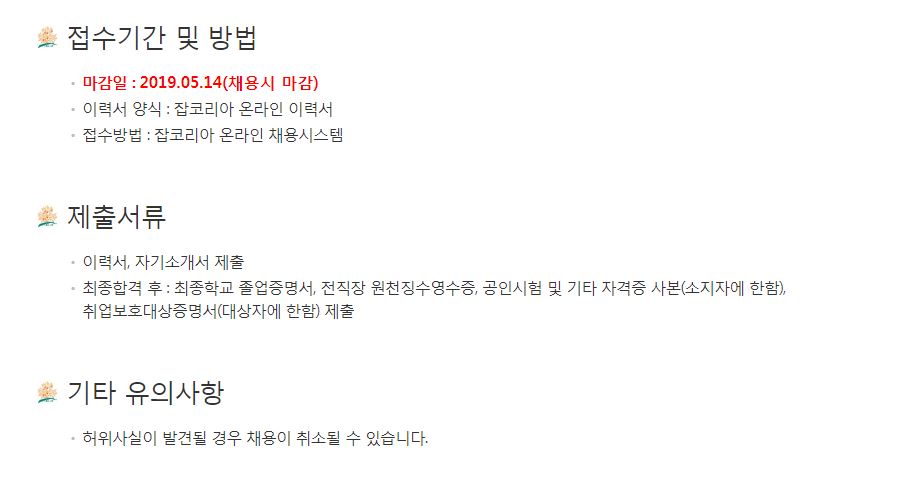 접수기간 및 방법
마감일 : 2019.05.14(채용시 마감)
이력서 양식 : 잡코리아 온라인 이력서
접수방법 : 잡코리아 온라인 채용시스템
제출서류
이력서, 자기소개서 제출
최종합격 후 : 최종학교 졸업증명서, 전직장 원천징수영수증, 공인시험 및 기타 자격증 사본(소지자에 한함),
취업보호대상증명서(대상자에 한함) 제출
기타 유의사항
허위사실이 발견될 경우 채용이 취소될 수 있습니다.